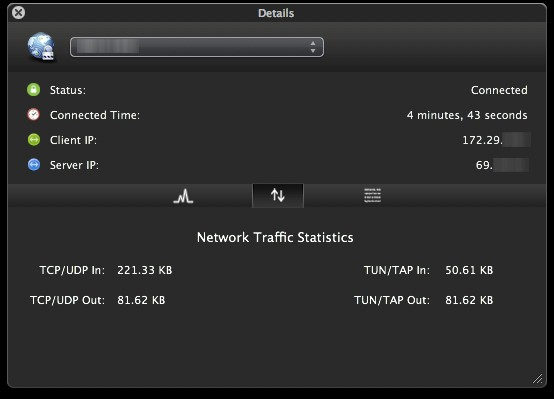 Details
Status: Connected
Connected Time: 4 minutes, 43 seconds
Client IP: 172.29.
Server IP: 69.
Network Traffic Statistics
TCP/UDP In: 221.33 KB TUN/TAP In: 50.61 KB
TCP/UDP Out: 81.62 KB TUN/TAP Out: 81.62 KB